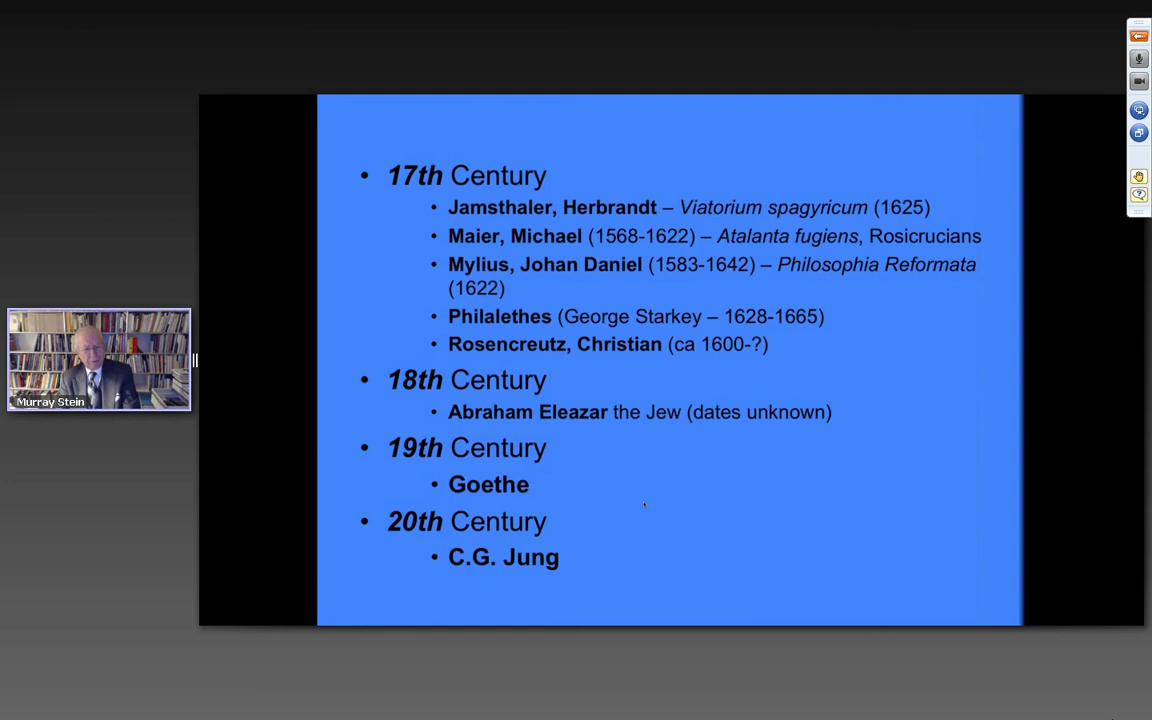 17th Century
Jamsthaler, Herbrandt – Viatorium spagyricum (1625)
Maier, Michael (1568-1622) – Atalanta fugiens, Rosicrucians
Mylius, Johan Daniel (1583-1642) – Philosophia Reformata
(1622)
Philalethes (George Starkey – 1628-1665)
Rosencreutz, Christian (ca 1600-?)
18th Century
Abraham Eleazar the Jew (dates unknown)
19th Century
Goethe
20th Century
C.G. Jung
Murray Stein